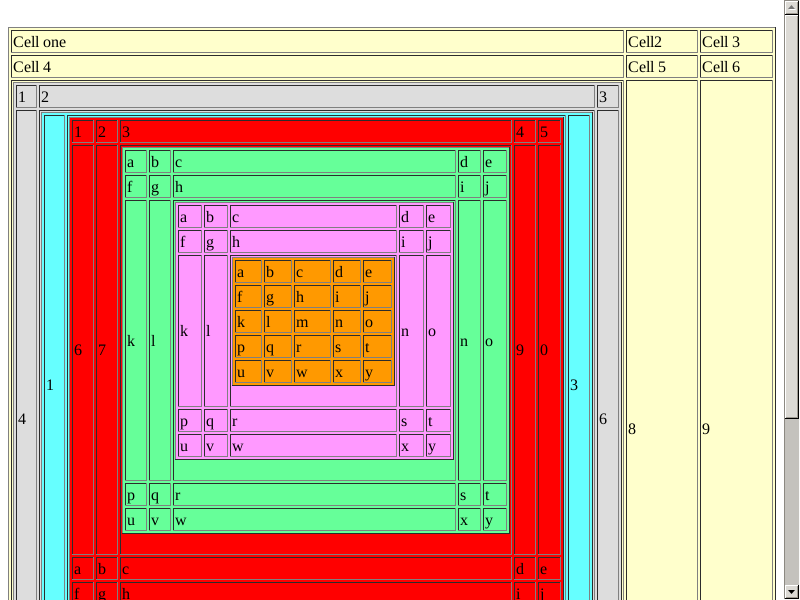 Cell one Cell2 Cell 3
Cell 4 Cell 5 Cell 6
1 2 3
1 2 3 4 5
a b c d e
f g h i j
a b c d e
f g h i j
a b c d e
f g h i j
k l m n o
k l n o
p q r s t
k l n o
6 7 9 0
u v w x y
1 3
4 6
p q r s t
8 9
u v w x y
p q r s t
u v w x y
a b c d e
f g h i j